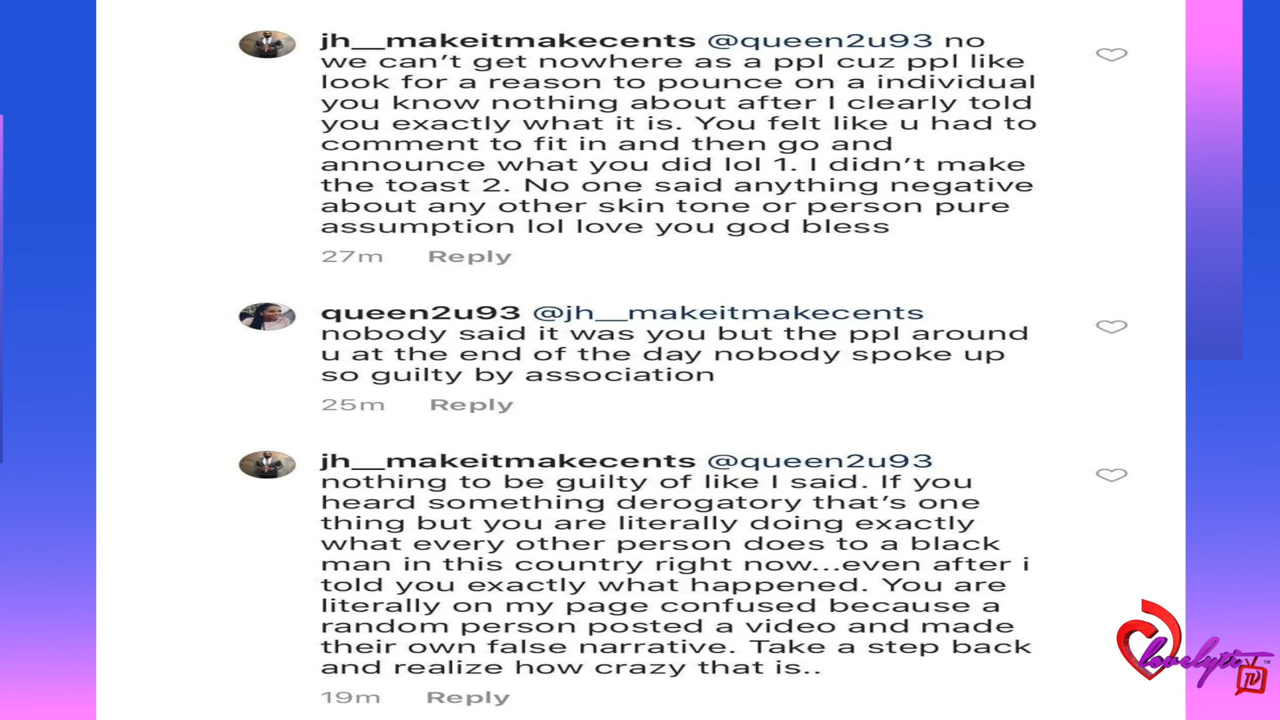 jh__makeitmakecents @queen2u93 no
we can't get nowhere as a ppl cuz ppl like
look for a reason to pounce on a individual
you know nothing about after I clearly told
you exactly what it is. You felt like u had to
comment to fit in and then go and
announce what you did lol 1. I didn't make
the toast 2. No one said anything negative
about any other skin tone or person pure
assumption lol love you god bless
27m Reply
queen2u93 @jh__makeitmakecents
nobody said it was you but the ppl around
u at the end of the day nobody spoke up
so guilty by association
25m Reply
jh__makeitmakecents @queen2u93
nothing to be guilty of like I said. If you
heard something derogatory that's one
thing but you are literally doing exactly
what every other person does to a black
man in this country right now...even after i
told you exactly what happened. You are
literally on my page confused because a
random person posted a video and made
their own false narrative. Take a step back
and realize how crazy that is..
19m Reply
lovelyti TV ™